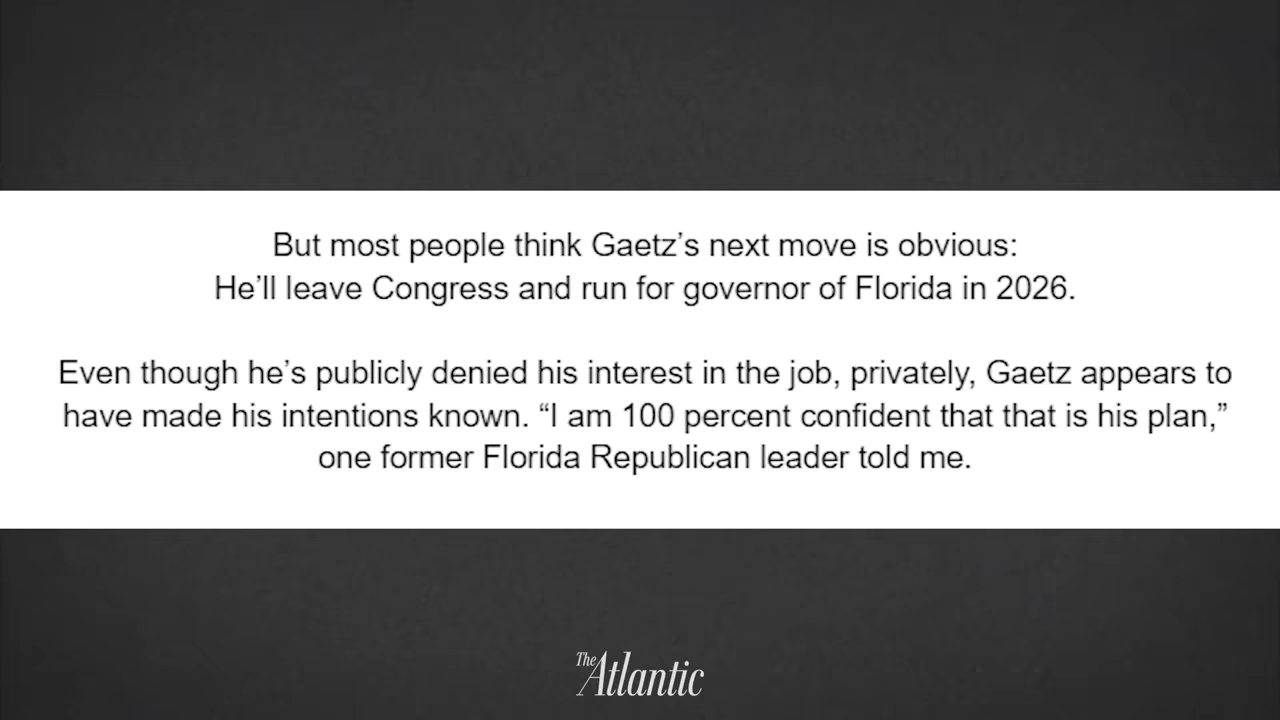 But most people think Gaetz’s next move is obvious:
He’ll leave Congress and run for governor of Florida in 2026.
Even though he’s publicly denied his interest in the job, privately, Gaetz appears to
have made his intentions known. “I am 100 percent confident that that is his plan,”
one former Florida Republican leader told me.
The Atlantic